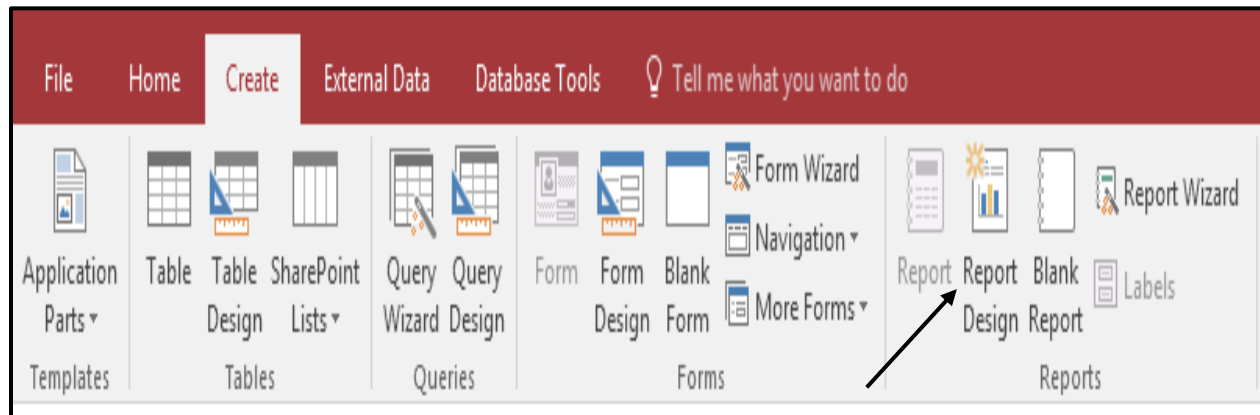 File Home Create External Data Database Tools Tell me what you want to do
Form Wizard
Report Wizard
Navigation
Application Table Table SharePoint Query Query Form Form Blank Report Report Blank Labels
Parts Design Lists Wizard Design Design Form More Forms Design Report
Templates Tables Queries Forms Reports